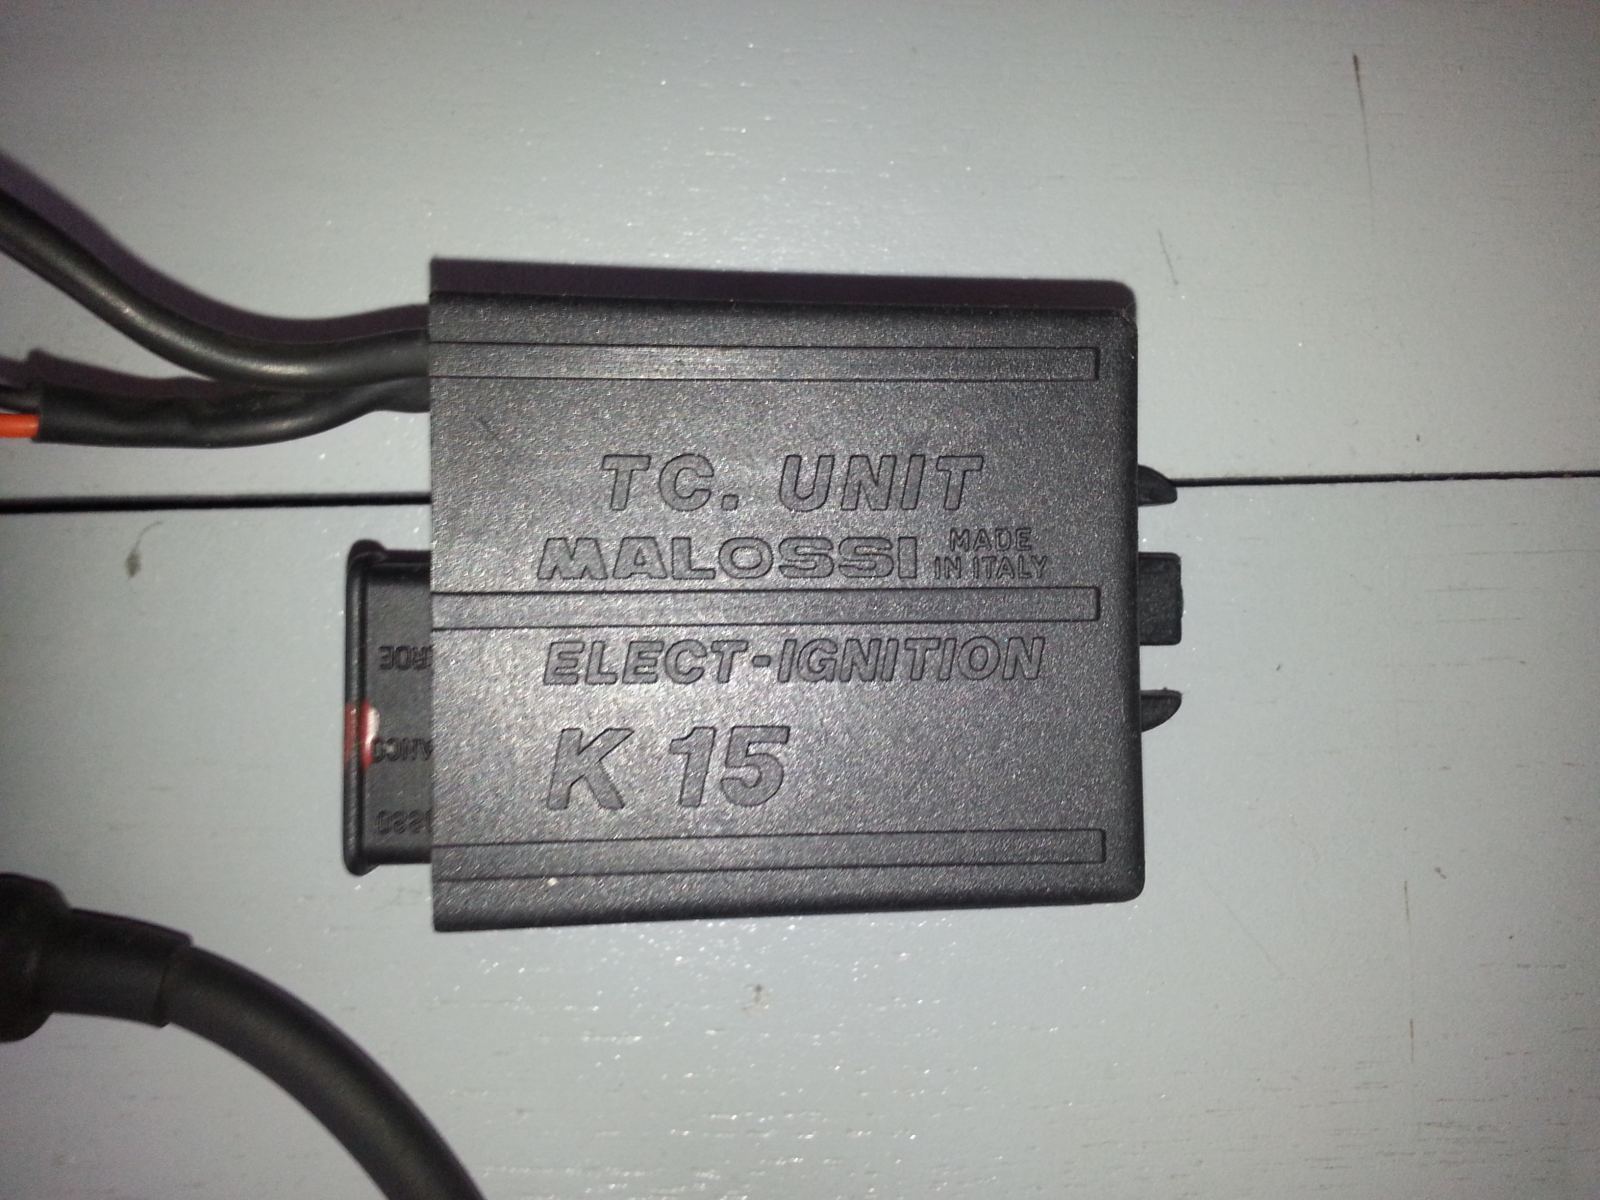 TC. UNIT
MALOSSI MADE IN ITALY
ELECT-IGNITION
K 15